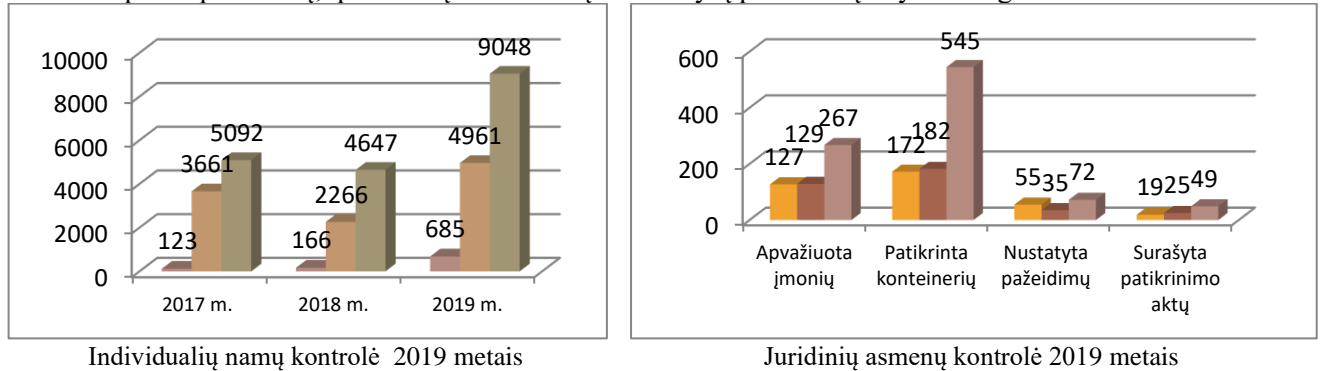 10000
8000
6000
4000
2000
0
123
3661
5092
166
2266
4647
685
4961
9048
2017 m.
2018 m.
2019 m.
600
400
200
0
127
129
267
172
182
545
55
35
72
19
25
49
Apvažiuota
įmonių
Patikrinta
konteinerių
Nustatyta
pažeidimų
Surašyta
patikrinimo
aktų
Individualių namų kontrolė 2019 metais
Juridinių asmenų kontrolė 2019 metais